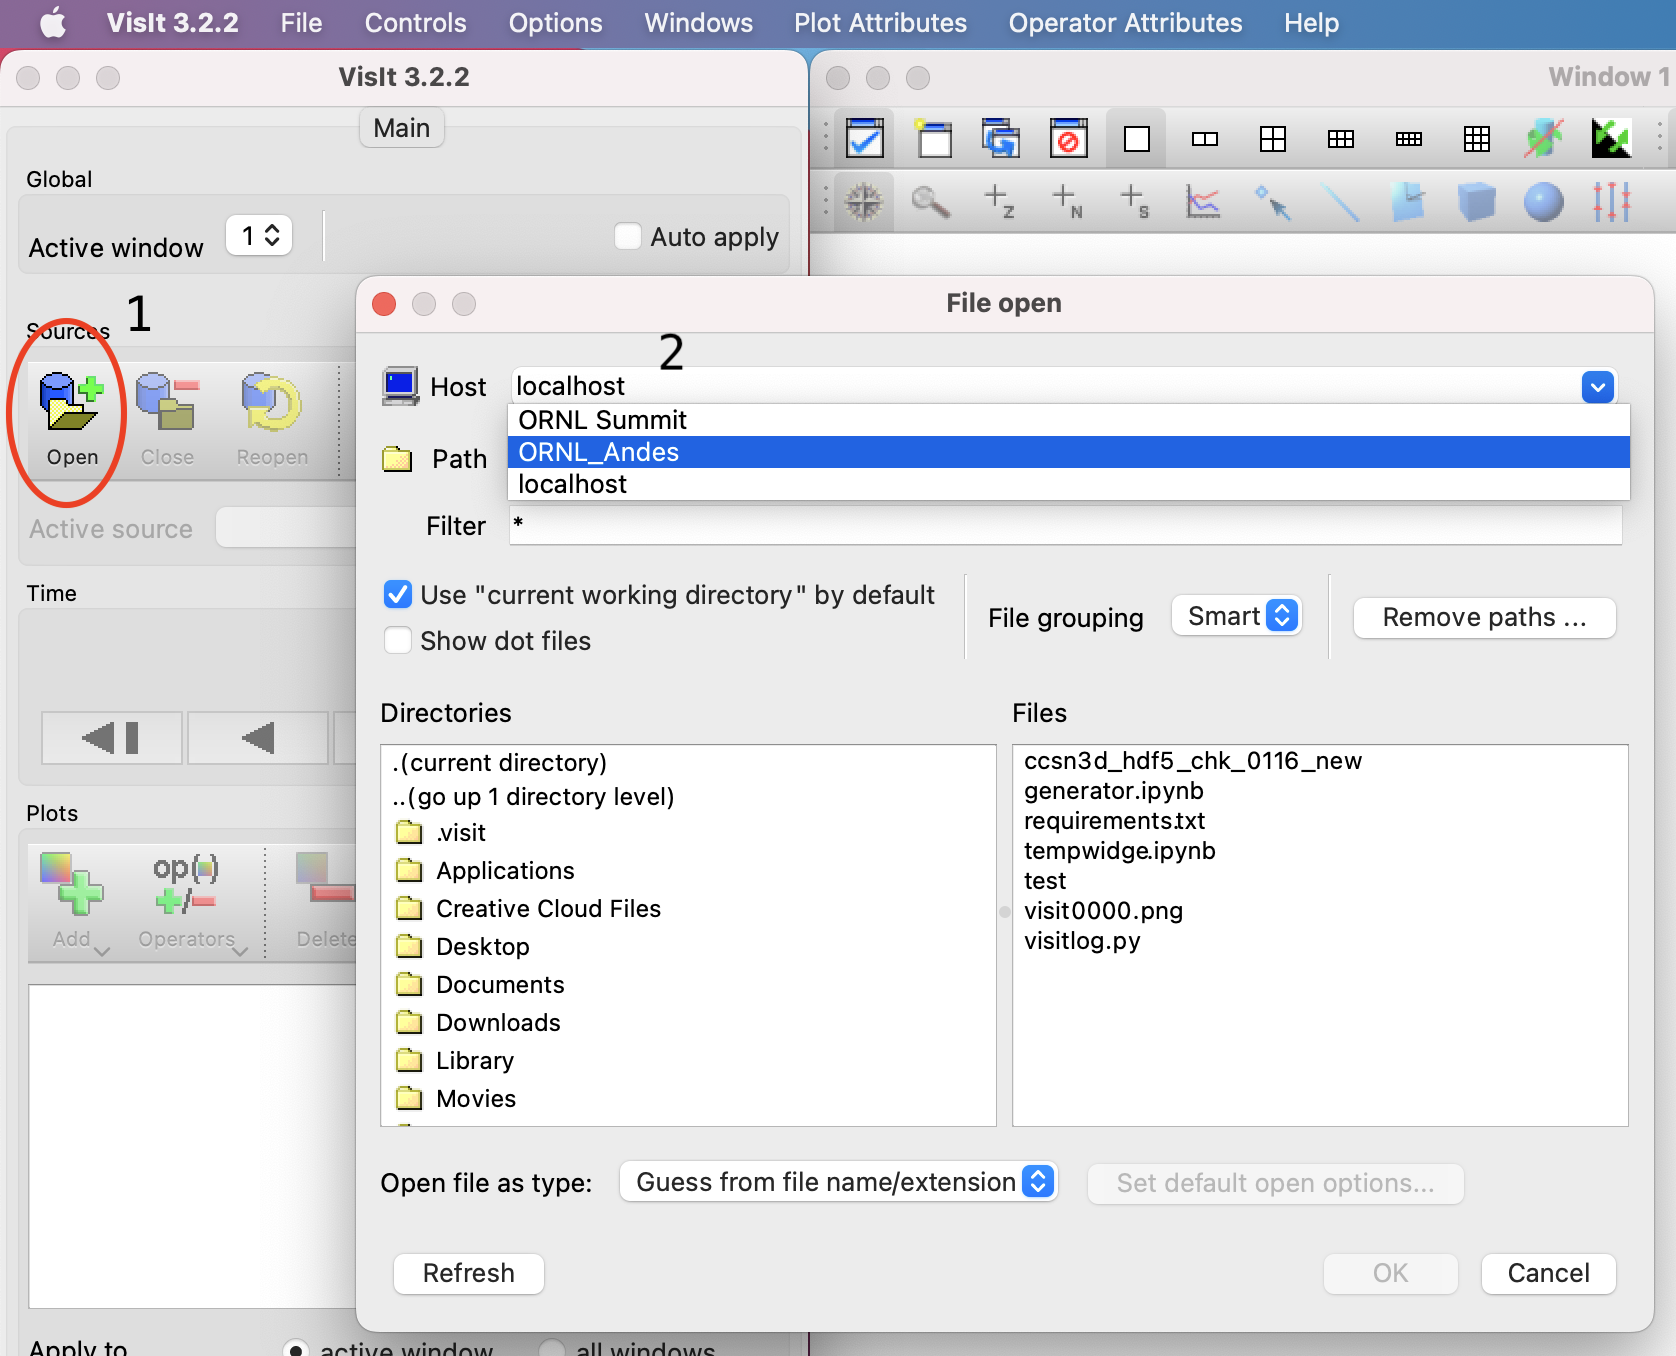 VisIt 3.2.2 File Controls Options Windows Plot Attributes Operator Attributes Help
VisIt 3.2.2
Window 1
Main
Global
Active window 1 Auto apply
Sources 1
Open Close Reopen
Active source
Time
Plots
op()
+/-
Add Operators Delete
Apply to active window all windows
Z N S
File open
2
Host localhost
ORNL Summit
ORNL_Andes
localhost
Path
Filter *
Use "current working directory" by default
Show dot files
File grouping Smart Remove paths ...
Directories
.(current directory)
..(go up 1 directory level)
.visit
Applications
Creative Cloud Files
Desktop
Documents
Downloads
Library
Movies
Files
ccsn3d_hdf5_chk_0116_new
generator.ipynb
requirements.txt
tempwidge.ipynb
test
visit0000.png
visitlog.py
Open file as type: Guess from file name/extension Set default open options...
Refresh OK Cancel